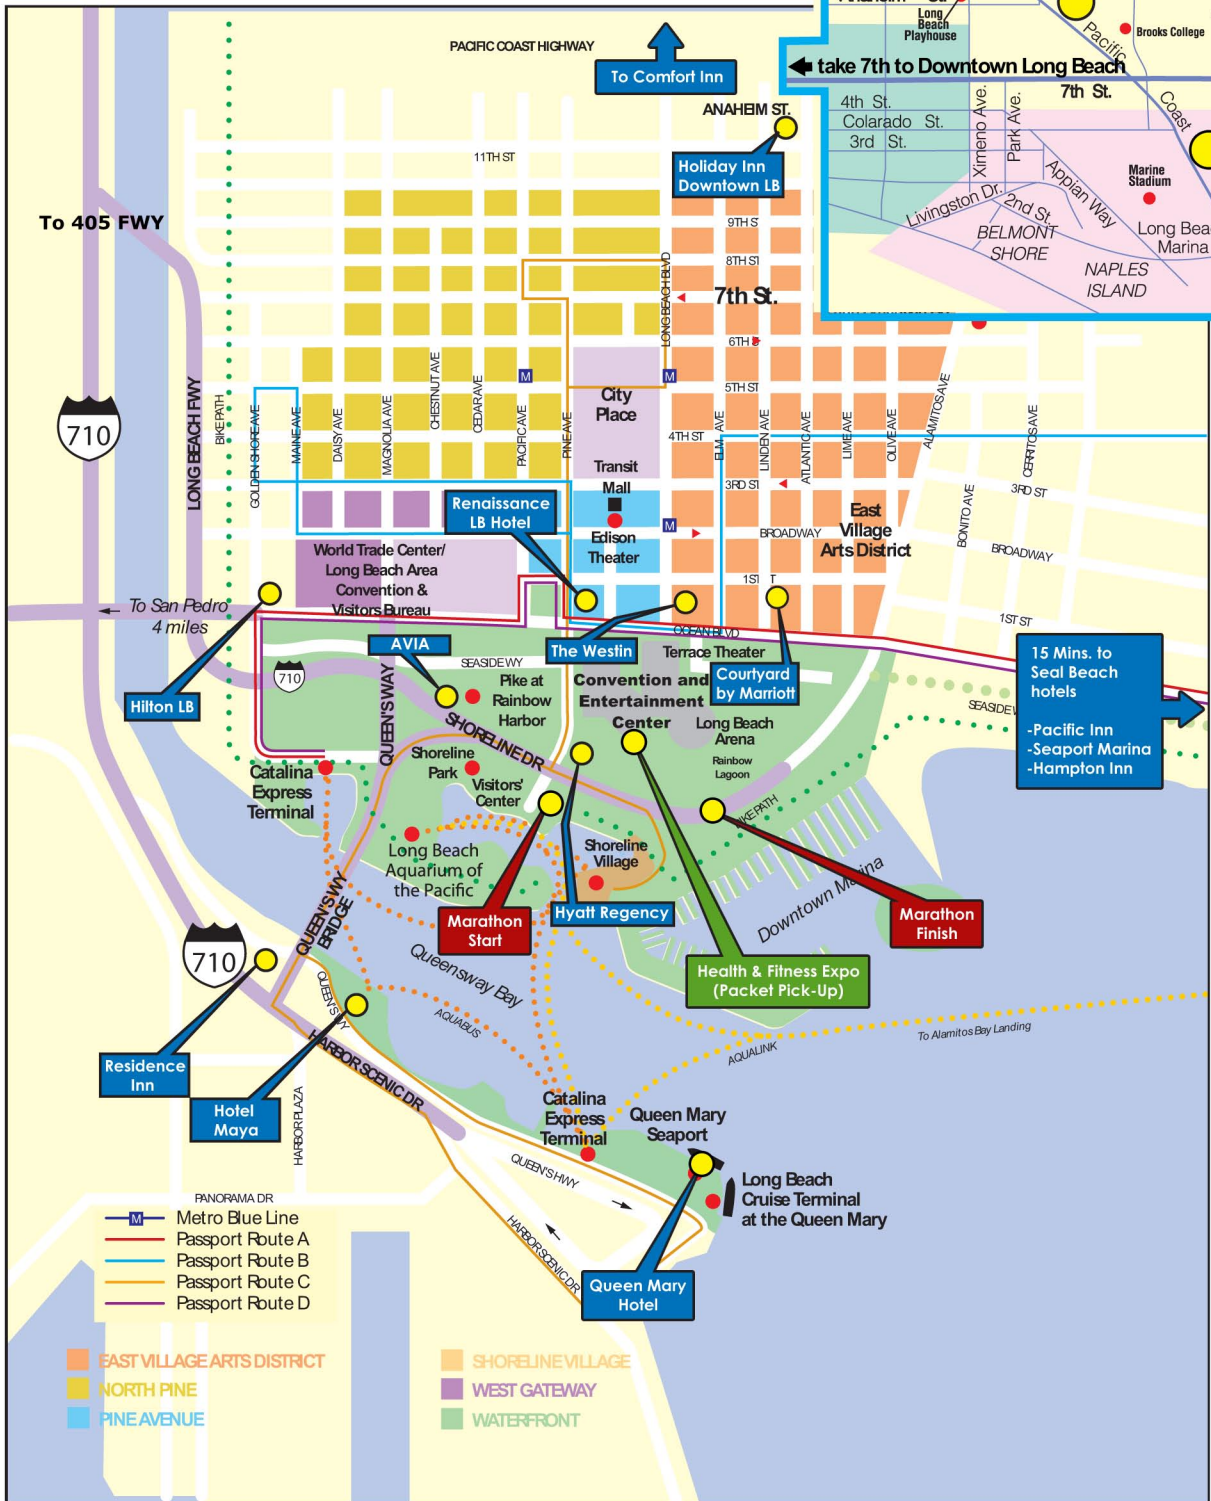 PACIFIC COAST HIGHWAY
To Comfort Inn
ANAHEIM ST.
Holiday Inn
Downtown LB
11TH ST
To 405 FWY
9TH S
8TH ST
LONG BEACH BLVD
7th St.
6TH S
5TH ST
4TH ST
3RD ST
BROADWAY
1ST
T
Long
Beach
Playhouse
Pacific
Brooks College
take 7th to Downtown Long Beach
7th St.
4th St.
Colarado St.
3rd St.
Ximeno Ave.
Park Ave.
Coast
Appian Way
Marine
Stadium
Livingston Dr.
2nd St.
BELMONT
SHORE
Long Bea
Marina
NAPLES
ISLAND
710
LONG BEACH FWY
BIKE PATH
GOLDEN SHORE AVE
MAINE AVE
DAISY AVE
MAGNOLIA AVE
CHESTNUT AVE
CEDAR AVE
PACIFIC AVE
PINE AVE
M
M
M
City
Place
Transit
Mall
Edison
Theater
ELM AVE
LINDEN AVE
ATLANTIC AVE
LIME AVE
OLIVE AVE
ALAMITOS AVE
BONITO AVE
CERRITOS AVE
3RD ST
BROADWAY
1ST ST
East
Village
Arts District
Renaissance
LB Hotel
World Trade Center/
Long Beach Area
Convention &
Visitors Bureau
To San Pedro
4 miles
Hilton LB
AVIA
710
SEASIDE WY
The Westin
OCEAN BLVD
Terrace Theater
Courtyard
by Marriott
Convention and
Entertainment
Center
Long Beach
Arena
Rainbow
Lagoon
15 Mins. to
Seal Beach
hotels
-Pacific Inn
-Seaport Marina
-Hampton Inn
SEASIDE W
Pike at
Rainbow
Harbor
QUEEN'S WAY
SHORELINE DR
Shoreline
Park
Visitors'
Center
Catalina
Express
Terminal
Long Beach
Aquarium of
the Pacific
Shoreline
Village
BIKE PATH
Downtown Marina
Marathon
Start
Hyatt Regency
Marathon
Finish
Health & Fitness Expo
(Packet Pick-Up)
QUEEN'S WY
BRIDGE
Queensway Bay
710
QUEEN'S WY
AQUABUS
AQUALINK
To Alamitos Bay Landing
Residence
Inn
Hotel
Maya
HARBOR SCENIC DR
HARBOR PLAZA
Catalina
Express
Terminal
Queen Mary
Seaport
QUEEN'S HWY
Long Beach
Cruise Terminal
at the Queen Mary
HARBOR SCENIC DR
Queen Mary
Hotel
PANORAMA DR
M Metro Blue Line
Passport Route A
Passport Route B
Passport Route C
Passport Route D
EAST VILLAGE ARTS DISTRICT
NORTH PINE
PINE AVENUE
SHORELINE VILLAGE
WEST GATEWAY
WATERFRONT